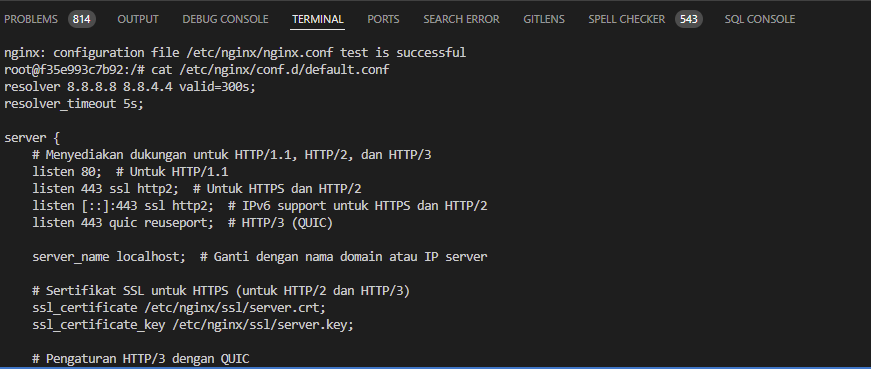 PROBLEMS 814 OUTPUT DEBUG CONSOLE TERMINAL PORTS SEARCH ERROR GITLENS SPELL CHECKER 543 SQL CONSOLE
nginx: configuration file /etc/nginx/nginx.conf test is successful
root@f35e993c7b92:/# cat /etc/nginx/conf.d/default.conf
resolver 8.8.8.8 8.8.4.4 valid=300s;
resolver_timeout 5s;
server {
    # Menyediakan dukungan untuk HTTP/1.1, HTTP/2, dan HTTP/3
    listen 80;  # Untuk HTTP/1.1
    listen 443 ssl http2;  # Untuk HTTPS dan HTTP/2
    listen [::]:443 ssl http2;  # IPv6 support untuk HTTPS dan HTTP/2
    listen 443 quic reuseport;  # HTTP/3 (QUIC)
    server_name localhost;  # Ganti dengan nama domain atau IP server
    # Sertifikat SSL untuk HTTPS (untuk HTTP/2 dan HTTP/3)
    ssl_certificate /etc/nginx/ssl/server.crt;
    ssl_certificate_key /etc/nginx/ssl/server.key;
    # Pengaturan HTTP/3 dengan QUIC